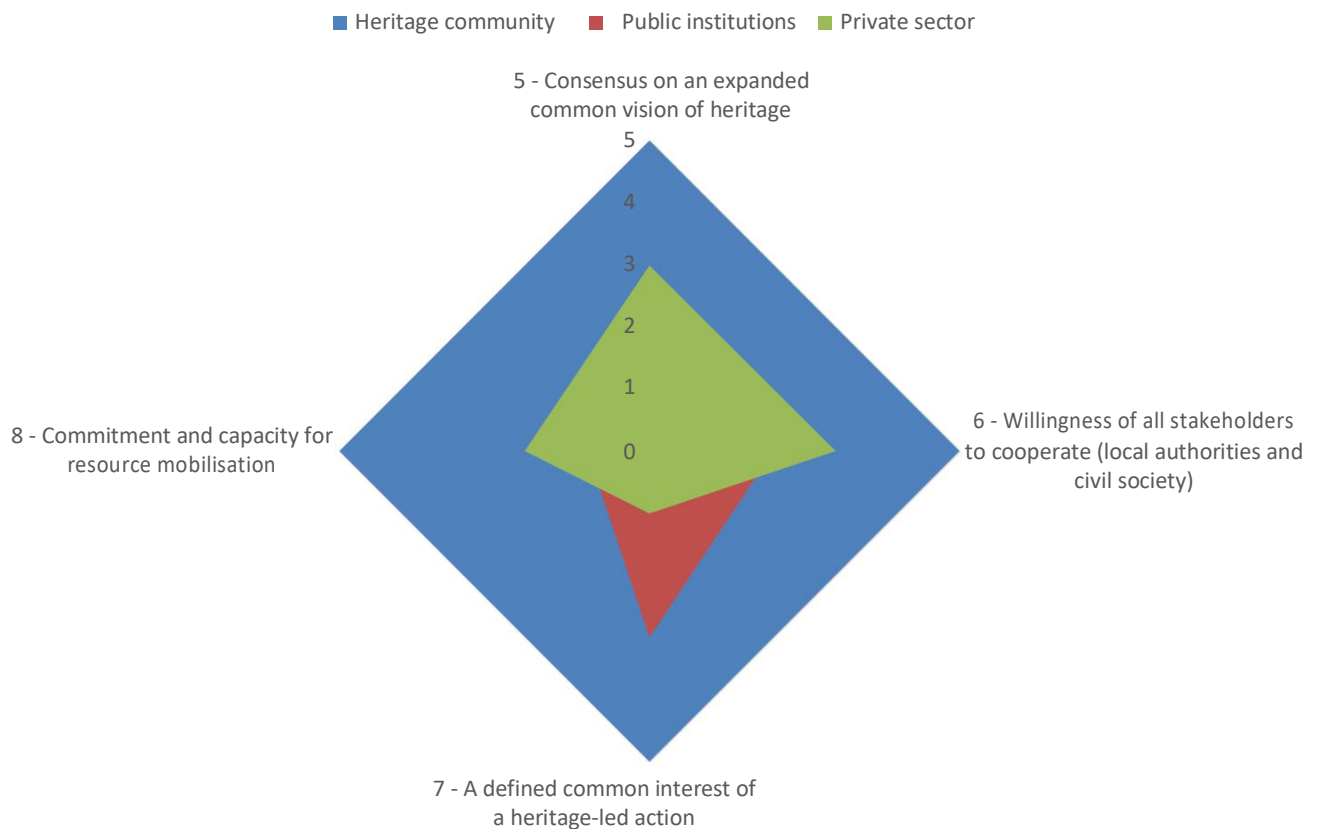 Heritage community Public institutions Private sector
5 - Consensus on an expanded
common vision of heritage
5
4
3
2
1
0
6 - Willingness of all stakeholders
to cooperate (local authorities and
civil society)
8 - Commitment and capacity for
resource mobilisation
7 - A defined common interest of
a heritage-led action